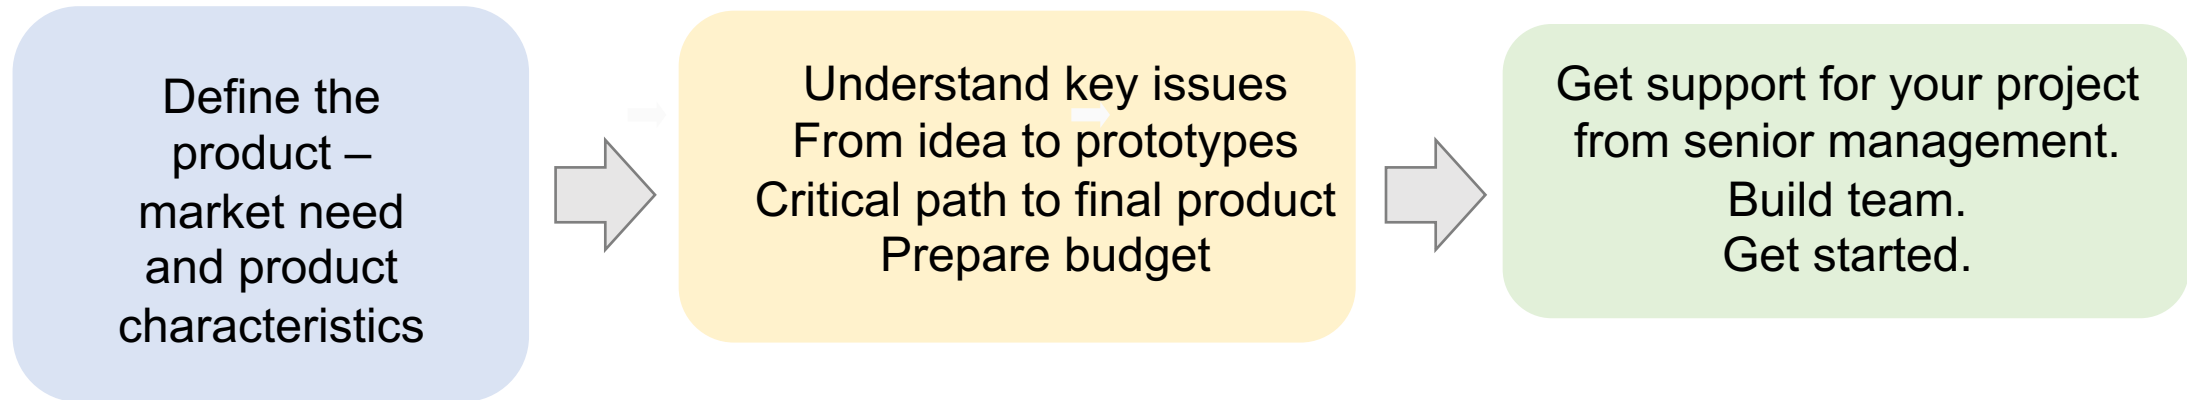 Define the
product –
market need
and product
characteristics
Understand key issues
From idea to prototypes
Critical path to final product
Prepare budget
Get support for your project
from senior management.
Build team.
Get started.